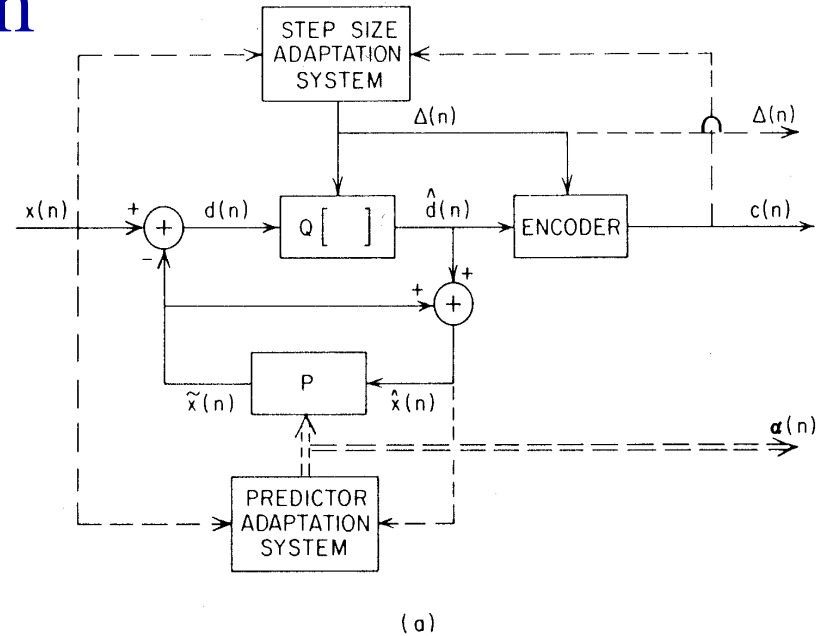 n
STEP SIZE
ADAPTATION
SYSTEM
Δ(n)
Δ(n)
x(n)
+
+
-
d(n)
Q[ ]
d̂(n)
ENCODER
c(n)
+
+
+
P
x̃(n)
x̂(n)
α(n)
PREDICTOR
ADAPTATION
SYSTEM
(a)